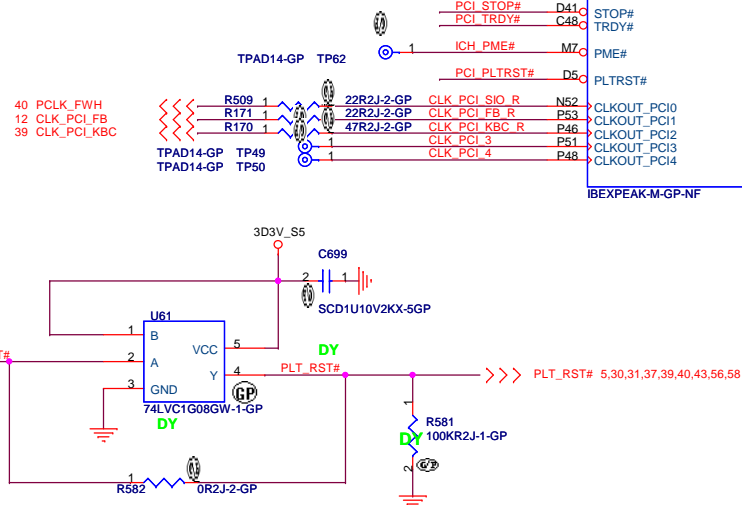 PCI_STOP# D41 STOP#
PCI_TRDY# C48 TRDY#
1 ICH_PME# M7 PME#
TPAD14-GP TP62
PCI_PLTRST# D5 PLTRST#
40 PCLK_FWH R509 1 22R2J-2-GP CLK_PCI_SIO_R N52 CLKOUT_PCI0
12 CLK_PCI_FB R171 1 22R2J-2-GP CLK_PCI_FB_R P53 CLKOUT_PCI1
39 CLK_PCI_KBC R170 1 47R2J-2-GP CLK_PCI_KBC_R P46 CLKOUT_PCI2
TPAD14-GP TP49 1 CLK_PCI_3 P51 CLKOUT_PCI3
TPAD14-GP TP50 1 CLK_PCI_4 P48 CLKOUT_PCI4
IBEXPEAK-M-GP-NF
3D3V_S5
C699
2 1
SCD1U10V2KX-5GP
U61
1 B
VCC 5
DY
T# 2 A
Y 4 PLT_RST#
PLT_RST# 5,30,31,37,39,40,43,56,58
3 GND
GP
74LVC1G08GW-1-GP
DY
1
R581
DY 100KR2J-1-GP
2 GP
1
R582 0R2J-2-GP